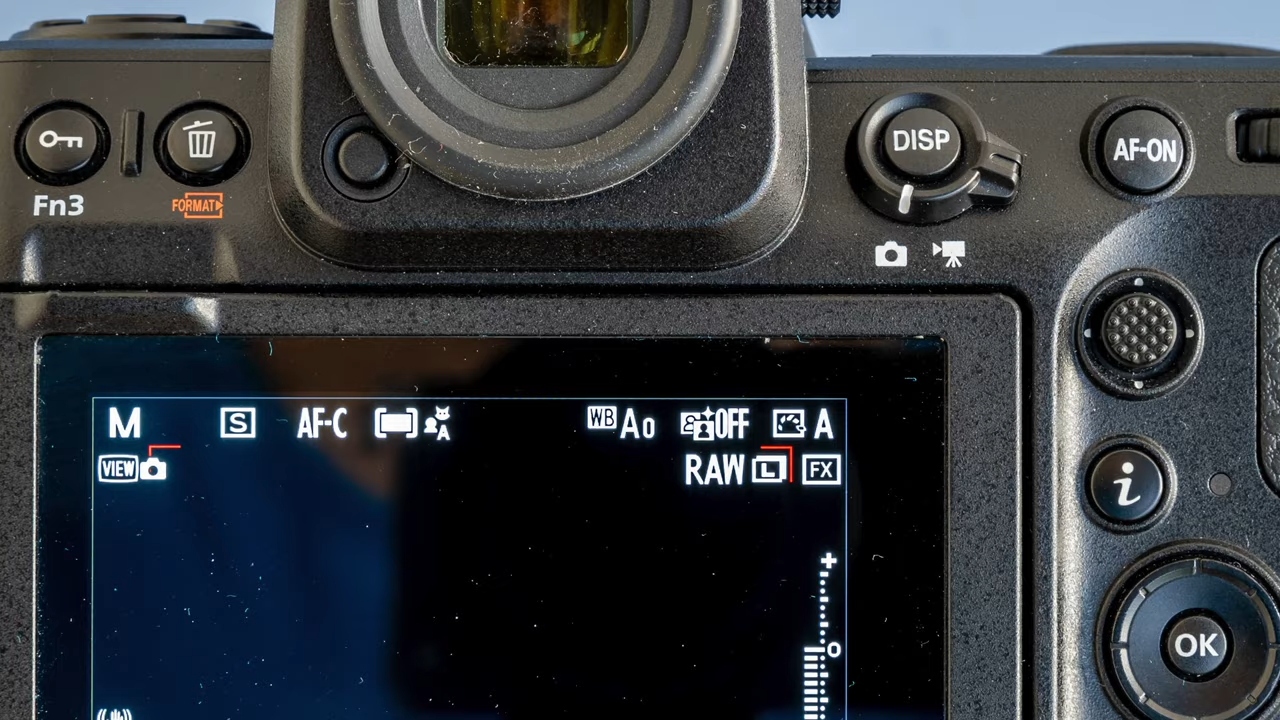 DISP
AF-ON
Fn3
FORMAT
M S AF-C A WB A0 OFF A
VIEW RAW L FX
i
OK